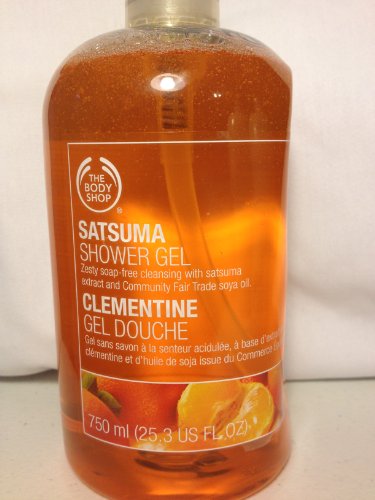 THE
BODY
SHOP
®
SATSUMA
SHOWER GEL
Zesty soap-free cleansing with satsuma
extract and Community Fair Trade soya oil.
CLEMENTINE
GEL DOUCHE
Gel sans savon à la senteur acidulée, à base d'extrait
clémentine et d'huile de soja issue du Commerce
750 ml (25.3 US FL.OZ)